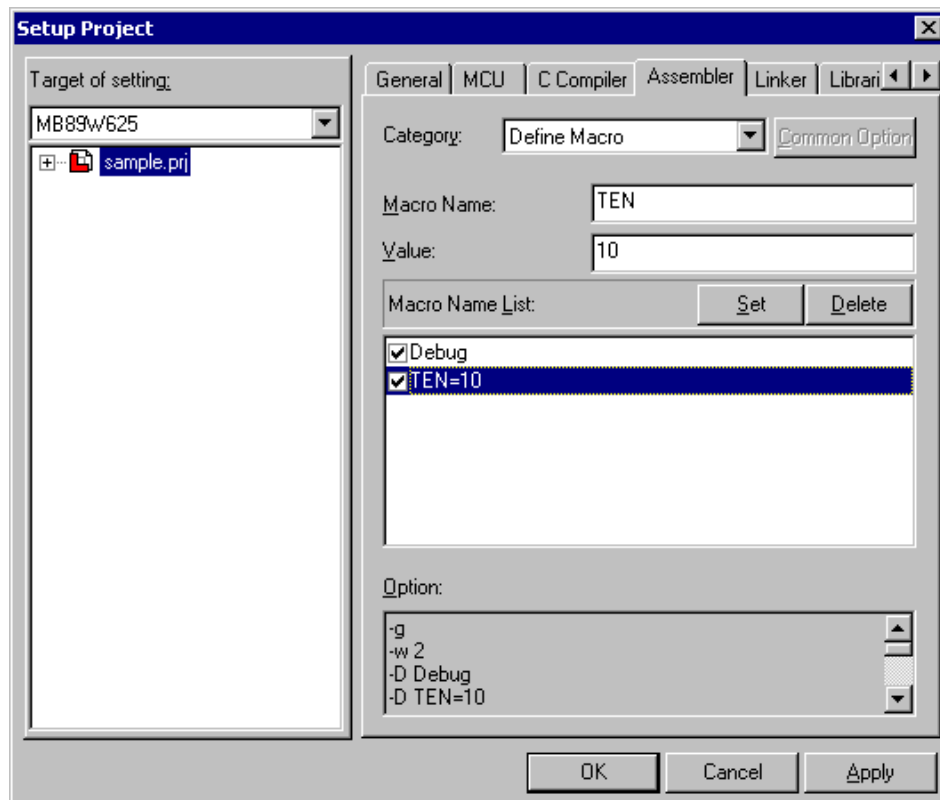 Setup Project
Target of setting:
MB89W625
sample.prj
General MCU C Compiler Assembler Linker Librari
Category: Define Macro Common Option
Macro Name: TEN
Value: 10
Macro Name List: Set Delete
Debug
TEN=10
Option:
-g
-w 2
-D Debug
-D TEN=10
OK Cancel Apply